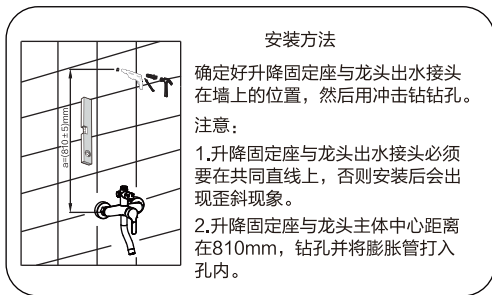 安装方法
确定好升降固定座与龙头出水接头
在墙上的位置，然后用冲击钻钻孔。
注意：
1.升降固定座与龙头出水接头必须
要在共同直线上，否则安装后会出
现歪斜现象。
2.升降固定座与龙头主体中心距离
在810mm，钻孔并将膨胀管打入
孔内。
a=(810±5)mm